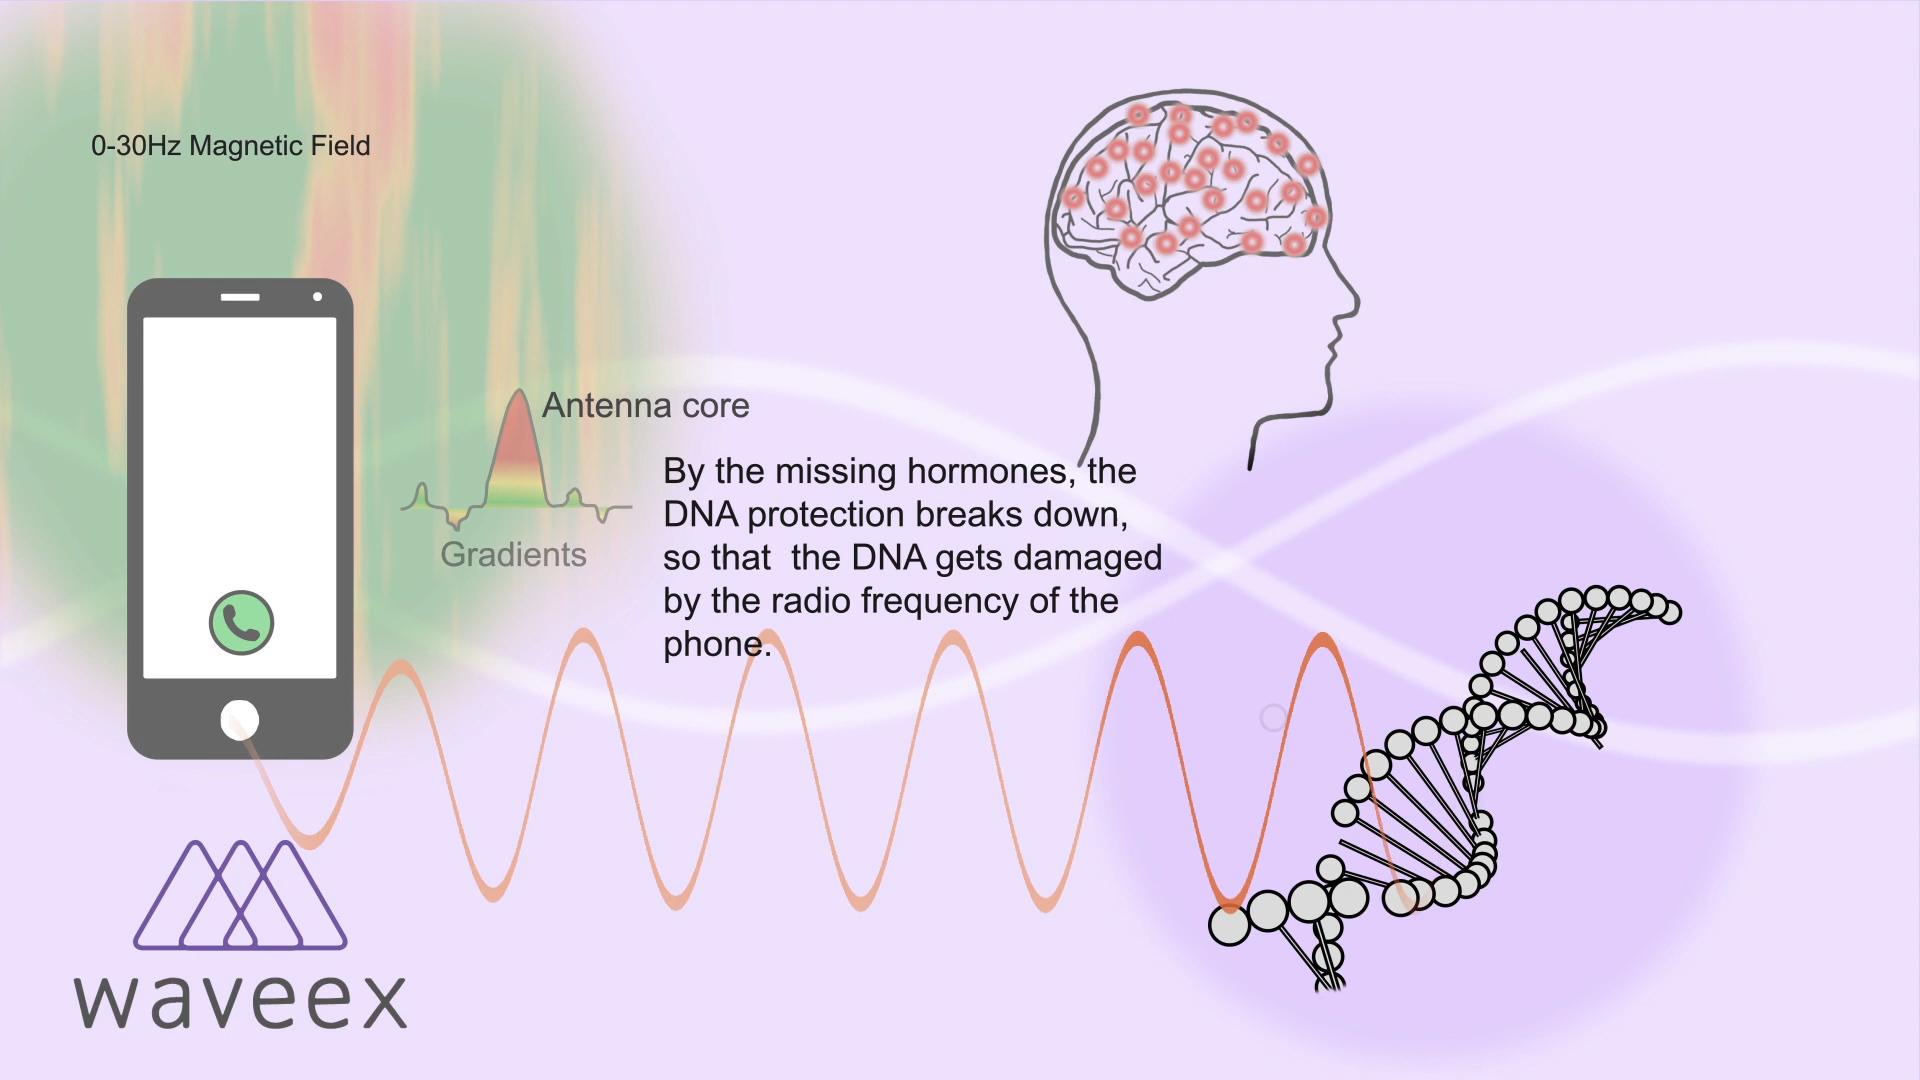 0-30Hz Magnetic Field
Antenna core
By the missing hormones, the
DNA protection breaks down,
so that  the DNA gets damaged
by the radio frequency of the
phone.
Gradients
waveex